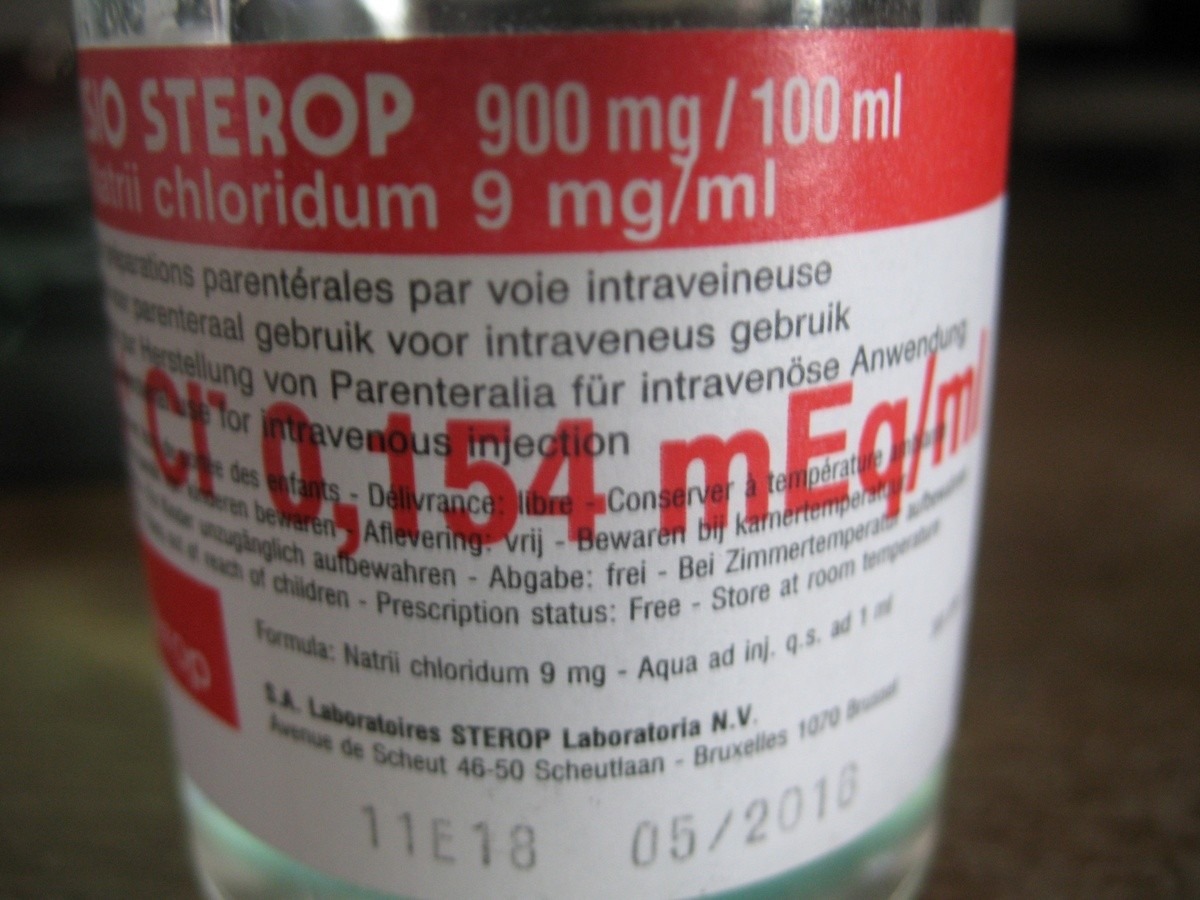 STEROP 900 mg / 100 ml
chloridum 9 mg/ml
parentérales par voie intraveineuse
parenteraal gebruik voor intraveneus gebruik
Herstellung von Parenteralia für intravenöse Anwendung
use for intravenous injection
Cl⁻ 0,154 mEq/ml
des enfants - Délivrance: libre - Conserver à température
kinderen bewaren - Aflevering: vrij - Bewaren bij kamertemperatuur
unzugänglich aufbewahren - Abgabe: frei - Bei Zimmertemperatur aufbewahren
of reach of children - Prescription status: Free - Store at room temperature
Formula: Natrii chloridum 9 mg - Aqua ad inj. q.s. ad 1 ml
S.A. Laboratoires STEROP Laboratoria N.V.
Avenue de Scheut 46-50 Scheutlaan - Bruxelles 1070 Brussel
11E18 05/2016